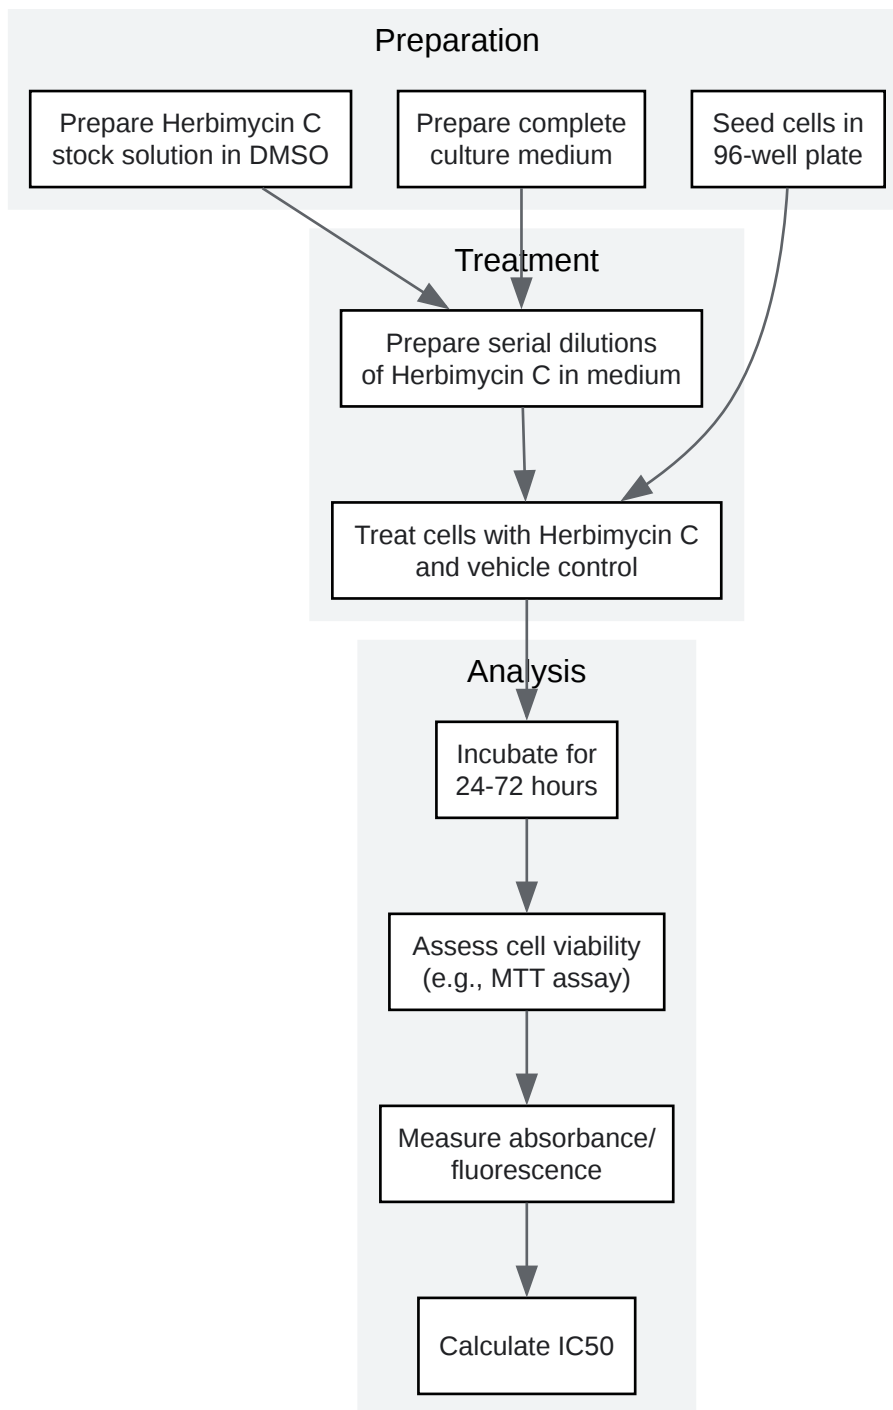 Preparation
Prepare Herbimycin C
stock solution in DMSO
Prepare complete
culture medium
Seed cells in
96-well plate
Treatment
Prepare serial dilutions
of Herbimycin C in medium
Treat cells with Herbimycin C
and vehicle control
Analysis
Incubate for
24-72 hours
Assess cell viability
(e.g., MTT assay)
Measure absorbance/
fluorescence
Calculate IC50